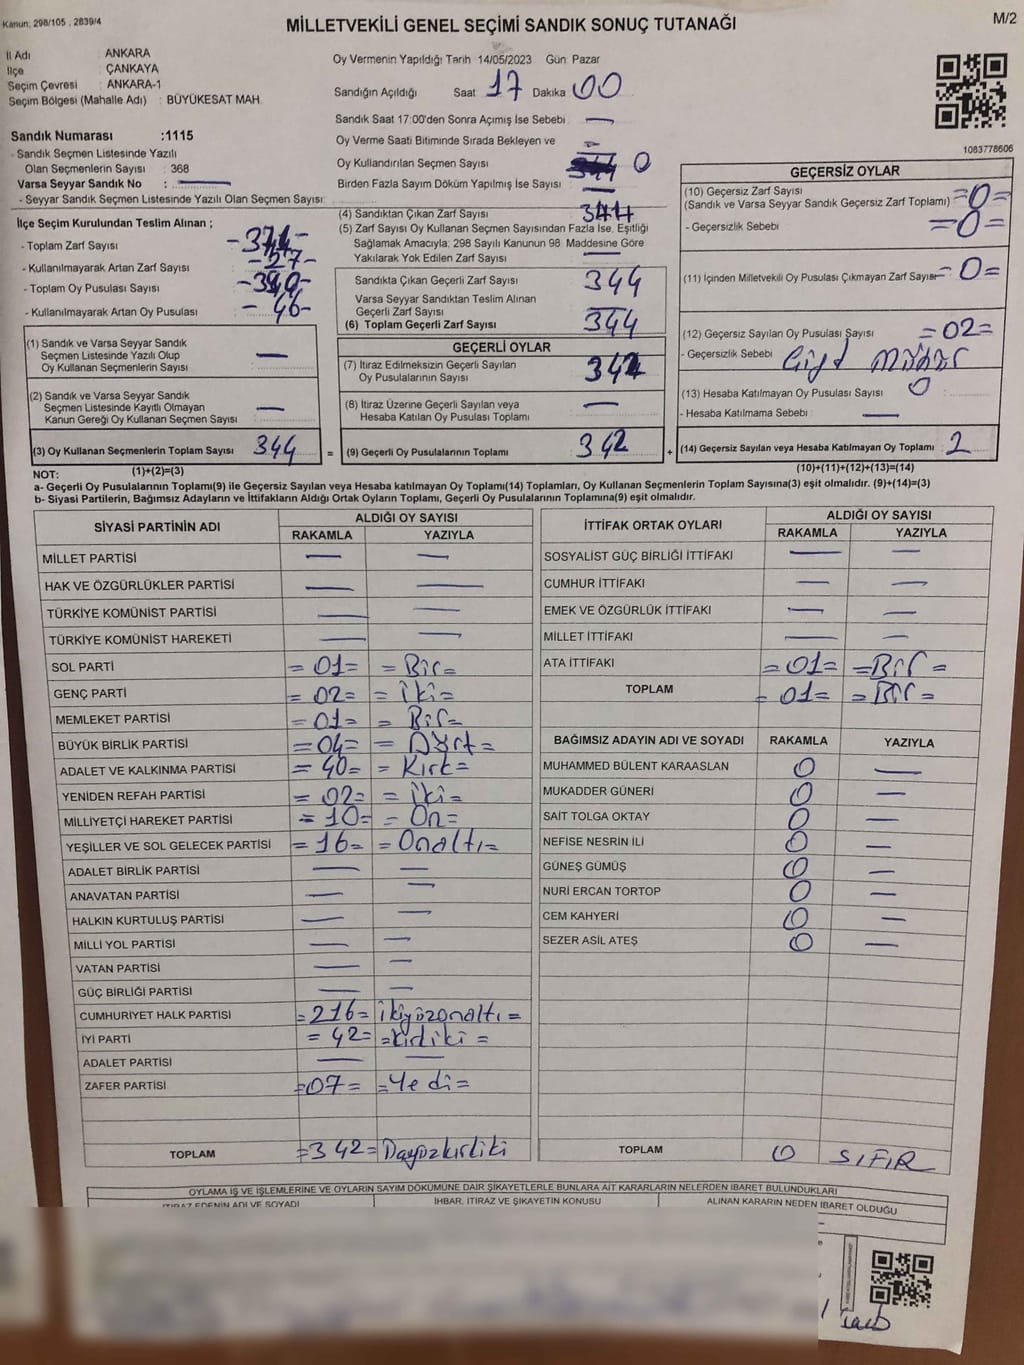 Kanun; 298/105 , 2839/4
MİLLETVEKİLİ GENEL SEÇİMİ SANDIK SONUÇ TUTANAĞI
M/2
İl Adı : ANKARA
İlçe : ÇANKAYA
Seçim Çevresi : ANKARA-1
Seçim Bölgesi (Mahalle Adı) : BÜYÜKESAT MAH.
Oy Vermenin Yapıldığı Tarih 14/05/2023 Gün: Pazar
Sandığın Açıldığı Saat 17 Dakika 00
Sandık Saat 17:00'den Sonra Açılmış İse Sebebi : —
Oy Verme Saati Bitiminde Sırada Bekleyen ve
Oy Kullandırılan Seçmen Sayısı 0
Birden Fazla Sayım Döküm Yapılmış İse Sayısı —
1083778606
Sandık Numarası :1115
- Sandık Seçmen Listesinde Yazılı
Olan Seçmenlerin Sayısı : 368
Varsa Seyyar Sandık No : —
- Seyyar Sandık Seçmen Listesinde Yazılı Olan Seçmen Sayısı:
İlçe Seçim Kurulundan Teslim Alınan ;
- Toplam Zarf Sayısı
- Kullanılmayarak Artan Zarf Sayısı -27-
- Toplam Oy Pusulası Sayısı
- Kullanılmayarak Artan Oy Pusulası -46-
(1) Sandık ve Varsa Seyyar Sandık
Seçmen Listesinde Yazılı Olup
Oy Kullanan Seçmenlerin Sayısı : —
(2) Sandık ve Varsa Seyyar Sandık
Seçmen Listesinde Kayıtlı Olmayan
Kanun Gereği Oy Kullanan Seçmen Sayısı : —
(3) Oy Kullanan Seçmenlerin Toplam Sayısı 344 =
(4) Sandıktan Çıkan Zarf Sayısı 344
(5) Zarf Sayısı Oy Kullanan Seçmen Sayısından Fazla İse, Eşitliği
Sağlamak Amacıyla; 298 Sayılı Kanunun 98. Maddesine Göre
Yakılarak Yok Edilen Zarf Sayısı —
Sandıkta Çıkan Geçerli Zarf Sayısı 344
Varsa Seyyar Sandıktan Teslim Alınan
Geçerli Zarf Sayısı : —
(6) Toplam Geçerli Zarf Sayısı 344
GEÇERLİ OYLAR
(7) İtiraz Edilmeksizin Geçerli Sayılan
Oy Pusulalarının Sayısı 342
(8) İtiraz Üzerine Geçerli Sayılan veya
Hesaba Katılan Oy Pusulası Toplamı —
(9) Geçerli Oy Pusulalarının Toplamı 342 +
GEÇERSİZ OYLAR
(10) Geçersiz Zarf Sayısı
(Sandık ve Varsa Seyyar Sandık Geçersiz Zarf Toplamı) =0=
- Geçersizlik Sebebi =0=
(11) İçinden Milletvekili Oy Pusulası Çıkmayan Zarf Sayısı =0=
(12) Geçersiz Sayılan Oy Pusulası Sayısı =02=
- Geçersizlik Sebebi
(13) Hesaba Katılmayan Oy Pusulası Sayısı 0
- Hesaba Katılmama Sebebi : —
(14) Geçersiz Sayılan veya Hesaba Katılmayan Oy Toplamı 2
NOT: (1)+(2)=(3)
(10)+(11)+(12)+(13)=(14)
a- Geçerli Oy Pusulalarının Toplamı(9) ile Geçersiz Sayılan veya Hesaba katılmayan Oy Toplamı(14) Toplamları, Oy Kullanan Seçmenlerin Toplam Sayısına(3) eşit olmalıdır. (9)+(14)=(3)
b- Siyasi Partilerin, Bağımsız Adayların ve İttifakların Aldığı Ortak Oyların Toplamı, Geçerli Oy Pusulalarının Toplamına(9) eşit olmalıdır.
SİYASİ PARTİNİN ADI ALDIĞI OY SAYISI
RAKAMLA YAZIYLA
MİLLET PARTİSİ — —
HAK VE ÖZGÜRLÜKLER PARTİSİ — —
TÜRKİYE KOMÜNİST PARTİSİ — —
TÜRKİYE KOMÜNİST HAREKETİ — —
SOL PARTİ =01= =Bir=
GENÇ PARTİ =02= =İki=
MEMLEKET PARTİSİ =01= =Bir=
BÜYÜK BİRLİK PARTİSİ =04= =Dört=
ADALET VE KALKINMA PARTİSİ =40= =Kırk=
YENİDEN REFAH PARTİSİ =02= =İki=
MİLLİYETÇİ HAREKET PARTİSİ =10= =On=
YEŞİLLER VE SOL GELECEK PARTİSİ =16= =Onaltı=
ADALET BİRLİK PARTİSİ — —
ANAVATAN PARTİSİ — —
HALKIN KURTULUŞ PARTİSİ — —
MİLLİ YOL PARTİSİ — —
VATAN PARTİSİ — —
GÜÇ BİRLİĞİ PARTİSİ — —
CUMHURİYET HALK PARTİSİ =216= ikiyüzonaltı=
İYİ PARTİ =42= =kırkiki=
ADALET PARTİSİ — —
ZAFER PARTİSİ =07= =Yedi=
TOPLAM =342=
İTTİFAK ORTAK OYLARI ALDIĞI OY SAYISI
RAKAMLA YAZIYLA
SOSYALİST GÜÇ BİRLİĞİ İTTİFAKI — —
CUMHUR İTTİFAKI — —
EMEK VE ÖZGÜRLÜK İTTİFAKI — —
MİLLET İTTİFAKI — —
ATA İTTİFAKI =01= =Bir=
TOPLAM =01= =Bir=
BAĞIMSIZ ADAYIN ADI VE SOYADI RAKAMLA YAZIYLA
MUHAMMED BÜLENT KARAASLAN 0 —
MUKADDER GÜNERİ 0 —
SAİT TOLGA OKTAY 0 —
NEFİSE NESRİN İLİ 0 —
GÜNEŞ GÜMÜŞ 0 —
NURİ ERCAN TORTOP 0 —
CEM KAHYERİ 0 —
SEZER ASİL ATEŞ 0 —
TOPLAM 0 SIFIR
OYLAMA İŞ VE İŞLEMLERİNE VE OYLARIN SAYIM DÖKÜMÜNE DAİR ŞİKAYETLERLE BUNLARA AİT KARARLARIN NELERDEN İBARET BULUNDUKLARI
İTİRAZ EDENİN ADI VE SOYADI İHBAR, İTİRAZ VE ŞİKAYETİN KONUSU ALINAN KARARIN NEDEN İBARET OLDUĞU